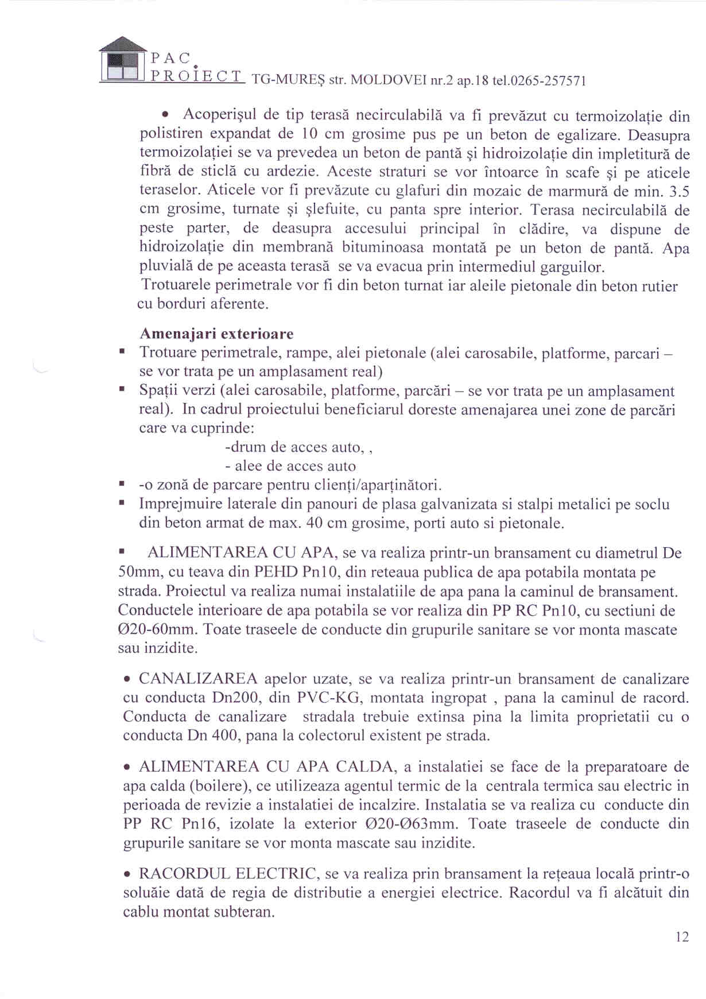 PAC.
PROIECT TG-MUREŞ str. MOLDOVEI nr.2 ap.18 tel.0265-257571
• Acoperişul de tip terasă necirculabilă va fi prevăzut cu termoizolaţie din
polistiren expandat de 10 cm grosime pus pe un beton de egalizare. Deasupra
termoizolaţiei se va prevedea un beton de pantă şi hidroizolaţie din impletitură de
fibră de sticlă cu ardezie. Aceste straturi se vor întoarce în scafe şi pe aticele
teraselor. Aticele vor fi prevăzute cu glafuri din mozaic de marmură de min. 3.5
cm grosime, turnate şi şlefuite, cu panta spre interior. Terasa necirculabilă de
peste parter, de deasupra accesului principal în clădire, va dispune de
hidroizolaţie din membrană bituminoasa montată pe un beton de pantă. Apa
pluvială de pe aceasta terasă se va evacua prin intermediul garguilor.
Trotuarele perimetrale vor fi din beton turnat iar aleile pietonale din beton rutier
cu borduri aferente.
Amenajari exterioare
▪ Trotuare perimetrale, rampe, alei pietonale (alei carosabile, platforme, parcari –
se vor trata pe un amplasament real)
▪ Spaţii verzi (alei carosabile, platforme, parcări – se vor trata pe un amplasament
real). In cadrul proiectului beneficiarul doreste amenajarea unei zone de parcări
care va cuprinde:
-drum de acces auto, ,
- alee de acces auto
▪ -o zonă de parcare pentru clienţi/aparţinători.
▪ Imprejmuire laterale din panouri de plasa galvanizata si stalpi metalici pe soclu
din beton armat de max. 40 cm grosime, porti auto si pietonale.
▪ ALIMENTAREA CU APA, se va realiza printr-un bransament cu diametrul De
50mm, cu teava din PEHD Pn10, din reteaua publica de apa potabila montata pe
strada. Proiectul va realiza numai instalatiile de apa pana la caminul de bransament.
Conductele interioare de apa potabila se vor realiza din PP RC Pn10, cu sectiuni de
Ø20-60mm. Toate traseele de conducte din grupurile sanitare se vor monta mascate
sau inzidite.
• CANALIZAREA apelor uzate, se va realiza printr-un bransament de canalizare
cu conducta Dn200, din PVC-KG, montata ingropat , pana la caminul de racord.
Conducta de canalizare stradala trebuie extinsa pina la limita proprietatii cu o
conducta Dn 400, pana la colectorul existent pe strada.
• ALIMENTAREA CU APA CALDA, a instalatiei se face de la preparatoare de
apa calda (boilere), ce utilizeaza agentul termic de la centrala termica sau electric in
perioada de revizie a instalatiei de incalzire. Instalatia se va realiza cu conducte din
PP RC Pn16, izolate la exterior Ø20-Ø63mm. Toate traseele de conducte din
grupurile sanitare se vor monta mascate sau inzidite.
• RACORDUL ELECTRIC, se va realiza prin bransament la reţeaua locală printr-o
soluăie dată de regia de distributie a energiei electrice. Racordul va fi alcătuit din
cablu montat subteran.
12